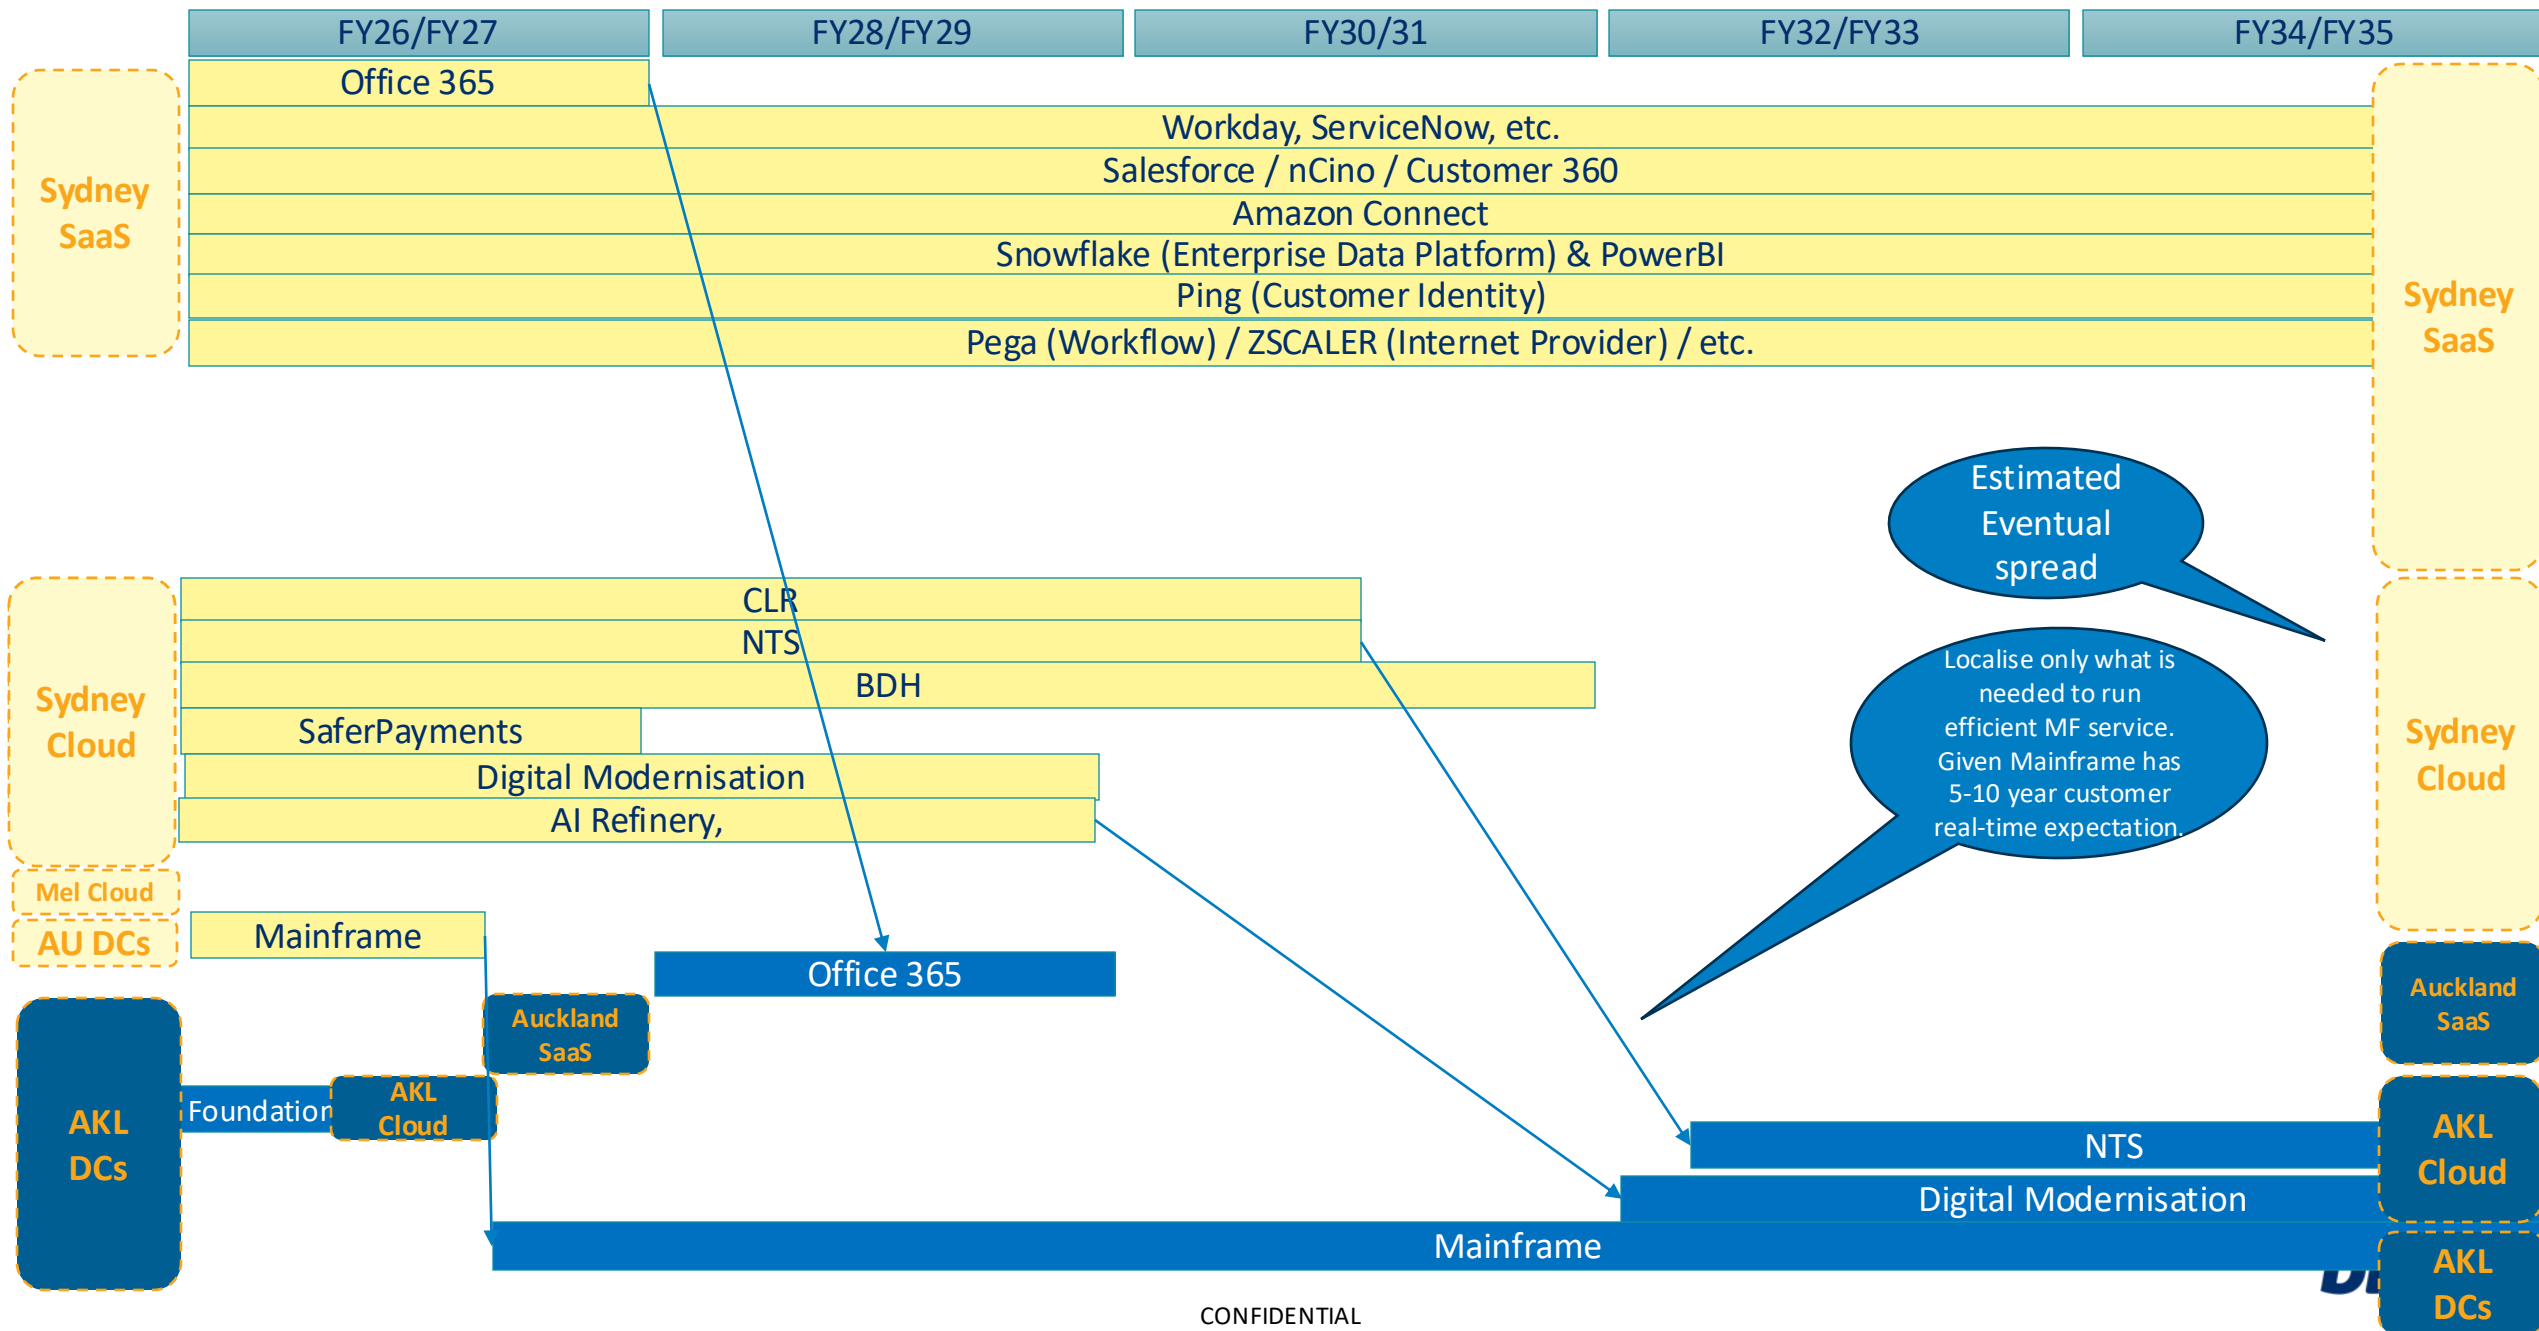 FY26/FY27
FY28/FY29
FY30/31
FY32/FY33
FY34/FY35
Office 365
Workday, ServiceNow, etc.
Salesforce / nCino / Customer 360
Amazon Connect
Snowflake (Enterprise Data Platform) & PowerBI
Ping (Customer Identity)
Pega (Workflow) / ZSCALER (Internet Provider) / etc.
Sydney
SaaS
Sydney
SaaS
Estimated
Eventual
spread
CLR
NTS
BDH
SaferPayments
Digital Modernisation
AI Refinery,
Sydney
Cloud
Localise only what is
needed to run
efficient MF service.
Given Mainframe has
5-10 year customer
real-time expectation.
Sydney
Cloud
Mel Cloud
AU DCs
Mainframe
Office 365
Auckland
SaaS
Auckland
SaaS
AKL
DCs
Foundation
AKL
Cloud
NTS
Digital Modernisation
AKL
Cloud
Mainframe
AKL
DCs
CONFIDENTIAL